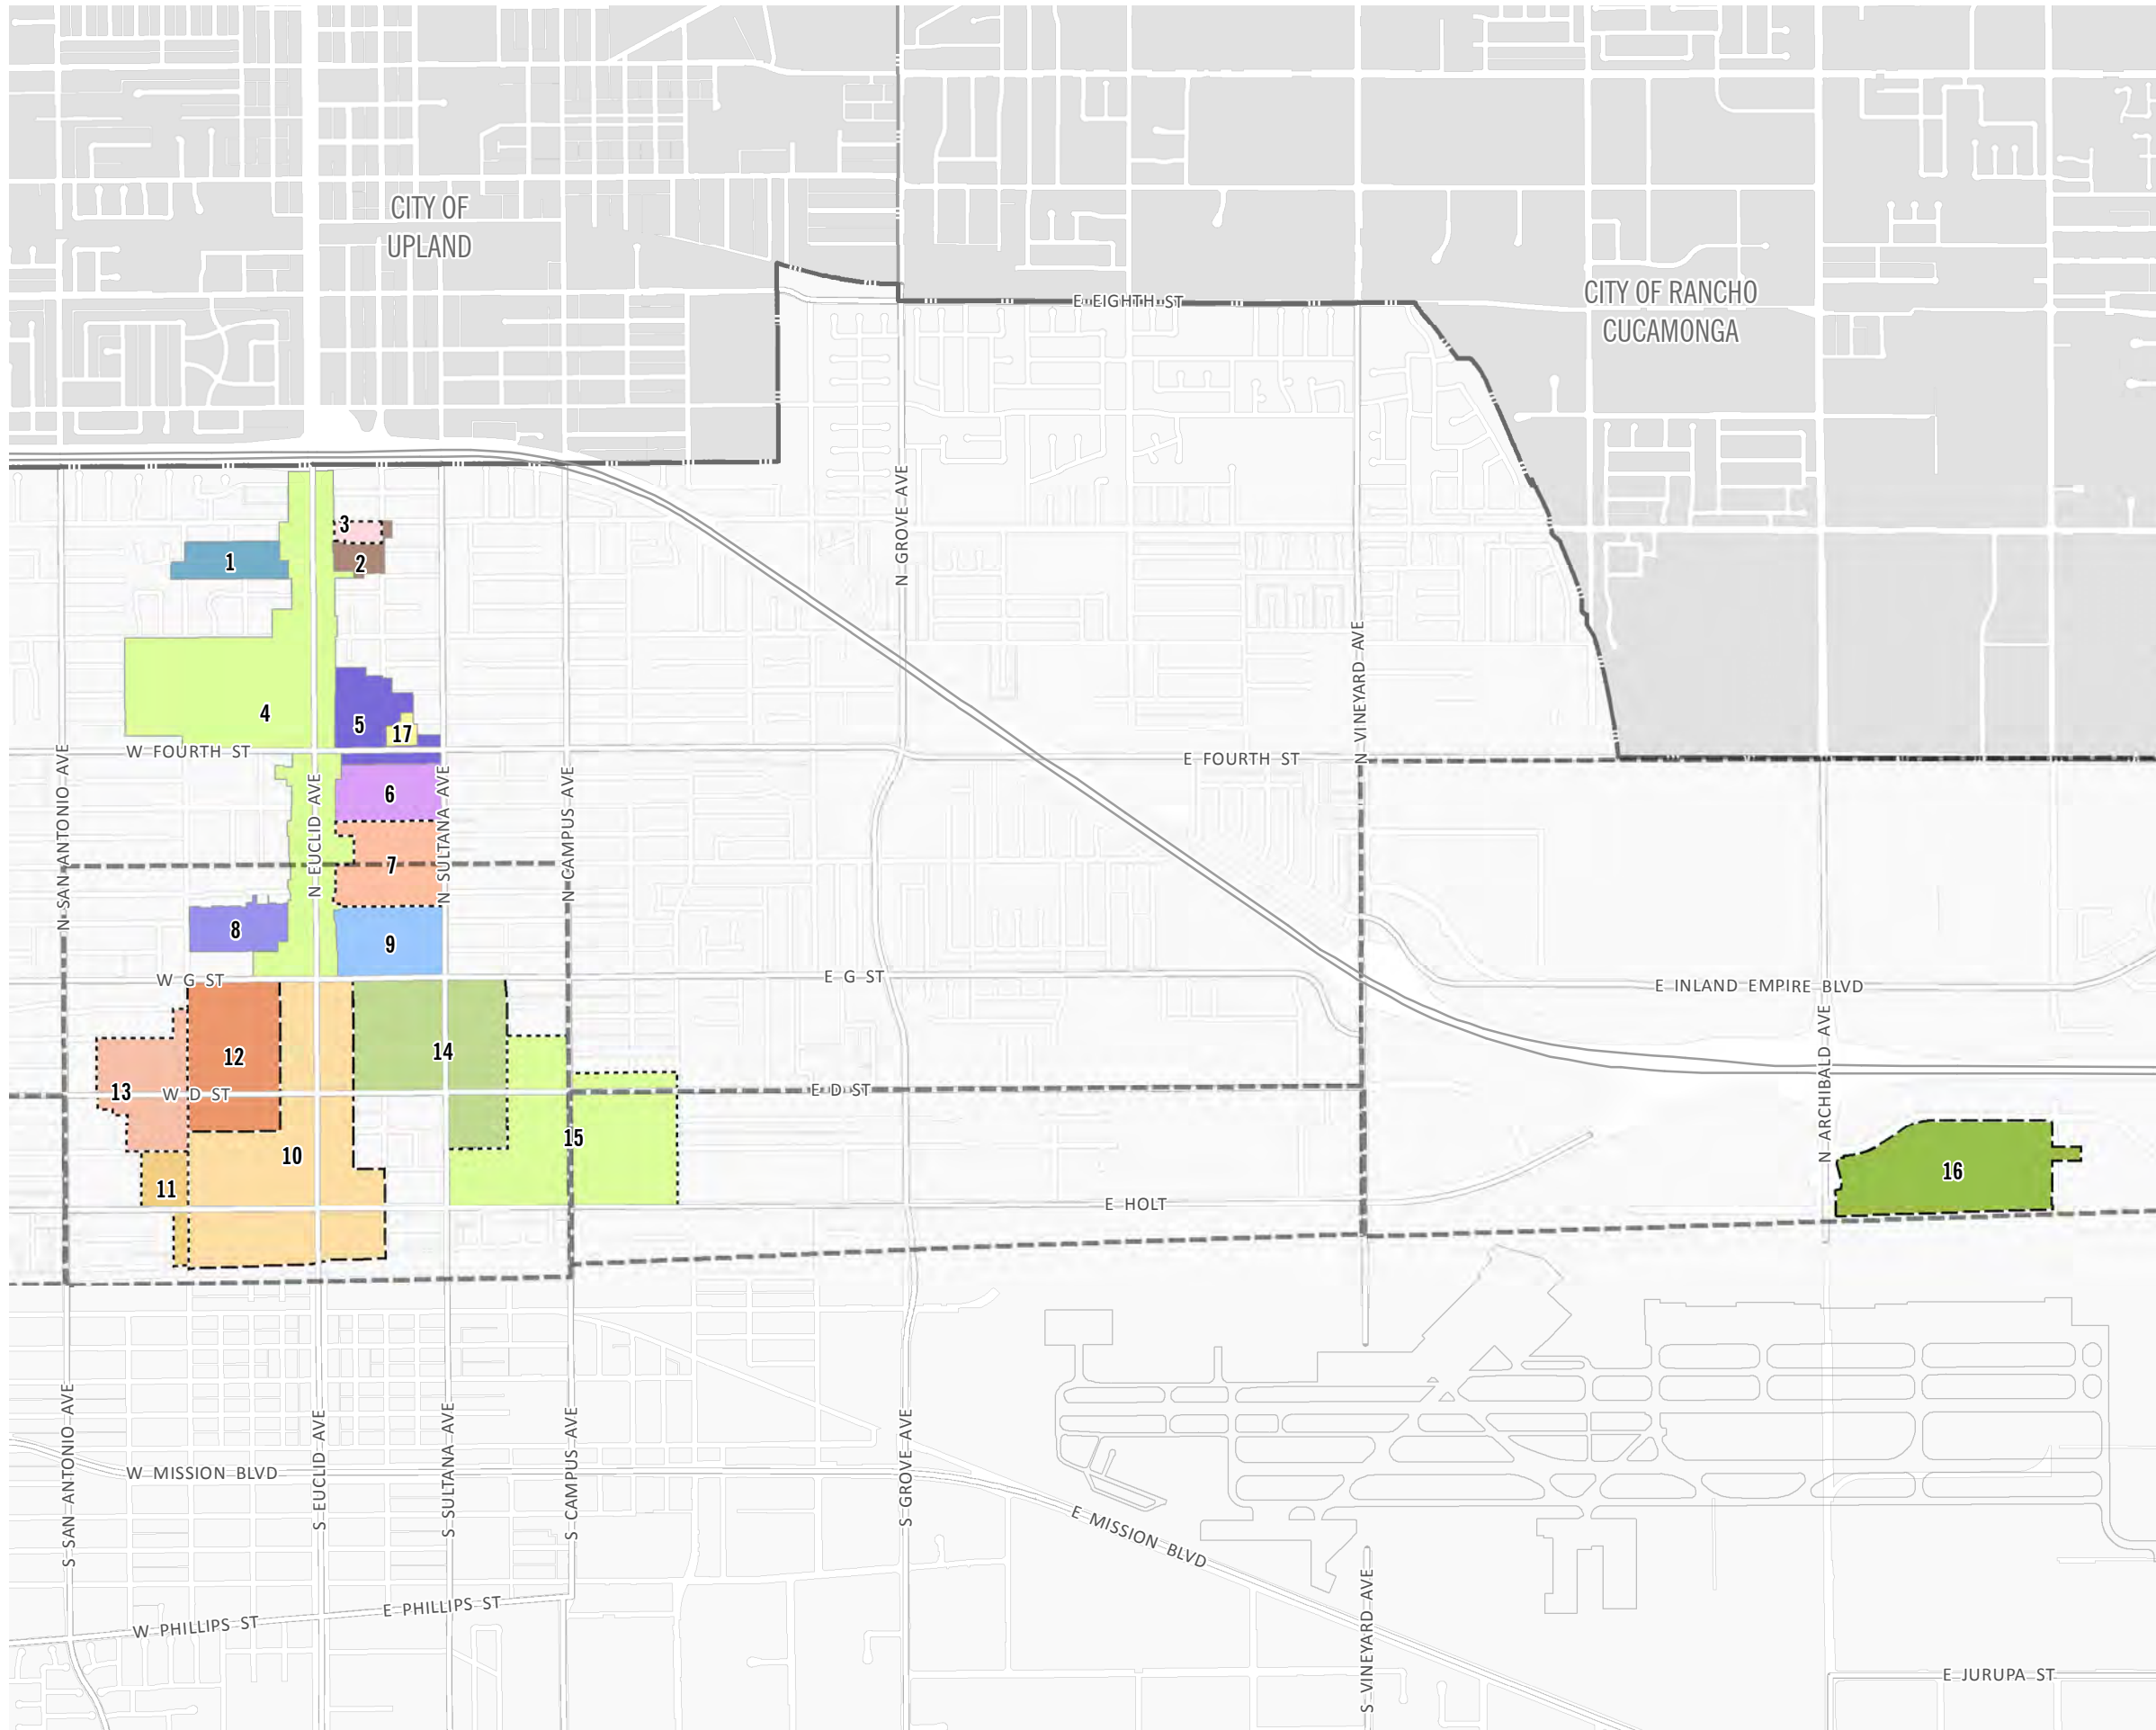 CITY OF
UPLAND
CITY OF RANCHO
CUCAMONGA
E EIGHTH ST
N GROVE AVE
3
1
2
N VINEYARD AVE
4
5
17
W FOURTH ST
E FOURTH ST
N SAN ANTONIO AVE
N EUCLID AVE
N SULTANA AVE
N CAMPUS AVE
6
7
8
9
W G ST
E G ST
E INLAND EMPIRE BLVD
N ARCHIBALD AVE
12
14
13
W D ST
E D ST
15
10
16
11
E HOLT
S SAN ANTONIO AVE
S EUCLID AVE
S SULTANA AVE
S CAMPUS AVE
S GROVE AVE
W MISSION BLVD
E MISSION BLVD
S VINEYARD AVE
W PHILLIPS ST
E PHILLIPS ST
E JURUPA ST